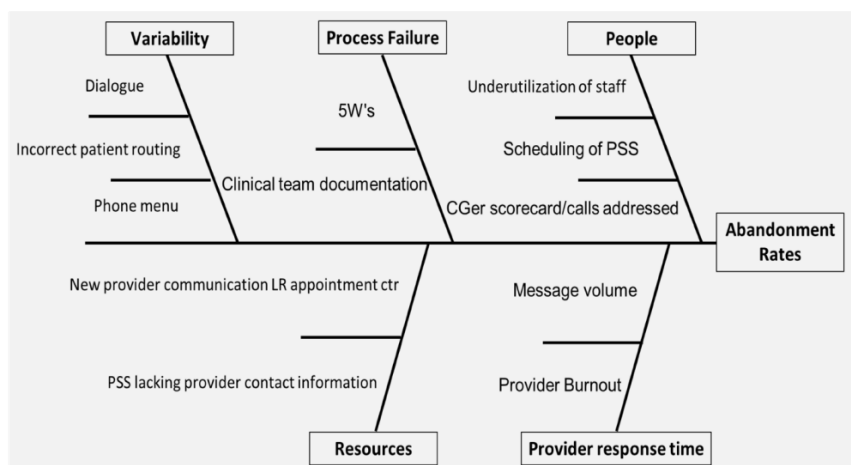 Variability
Process Failure
People
Dialogue
Underutilization of staff
5W's
Incorrect patient routing
Scheduling of PSS
Clinical team documentation
Phone menu
CGer scorecard/calls addressed
Abandonment
Rates
New provider communication LR appointment ctr
Message volume
PSS lacking provider contact information
Provider Burnout
Resources
Provider response time